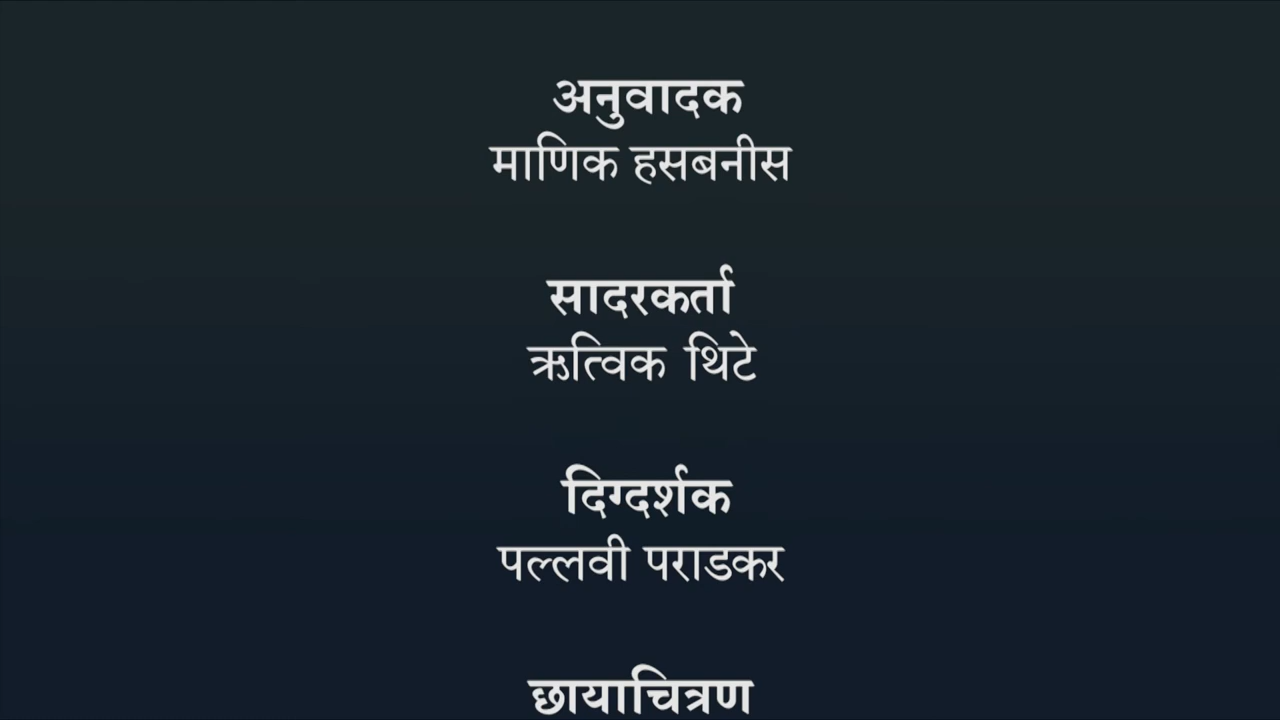 अनुवादक
माणिक हसबनीस
सादरकर्ता
ऋत्विक थिटे
दिग्दर्शक
पल्लवी पराडकर
छायाचित्रण